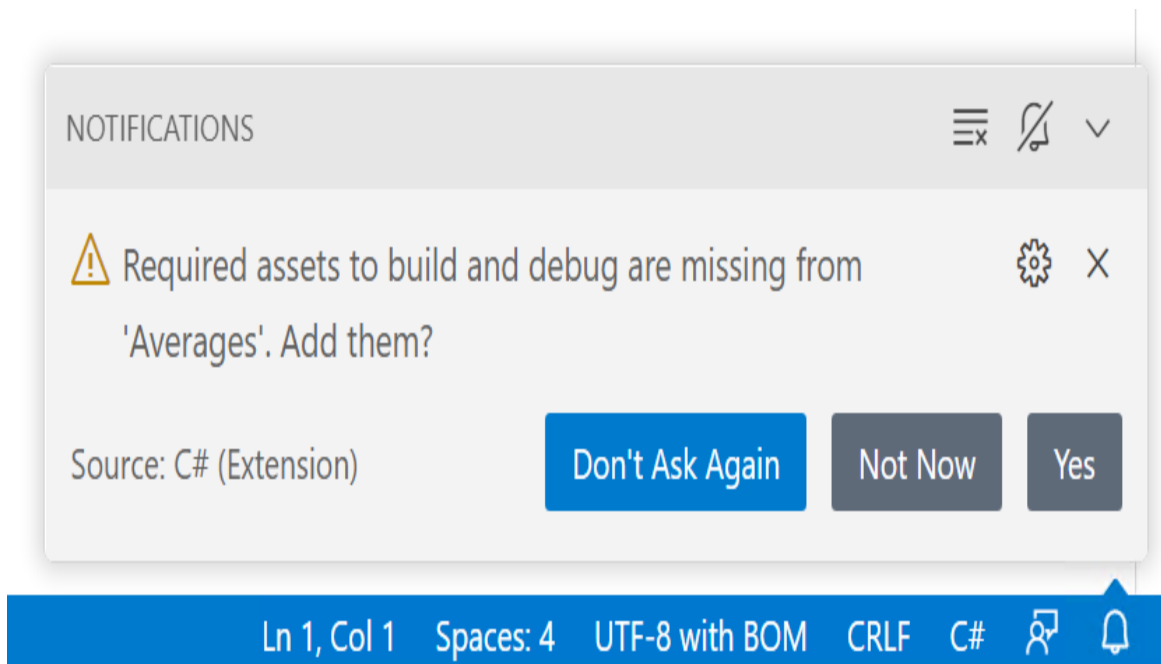 NOTIFICATIONS
Required assets to build and debug are missing from
'Averages'. Add them?
Source: C# (Extension) Don't Ask Again Not Now Yes
Ln 1, Col 1 Spaces: 4 UTF-8 with BOM CRLF C#